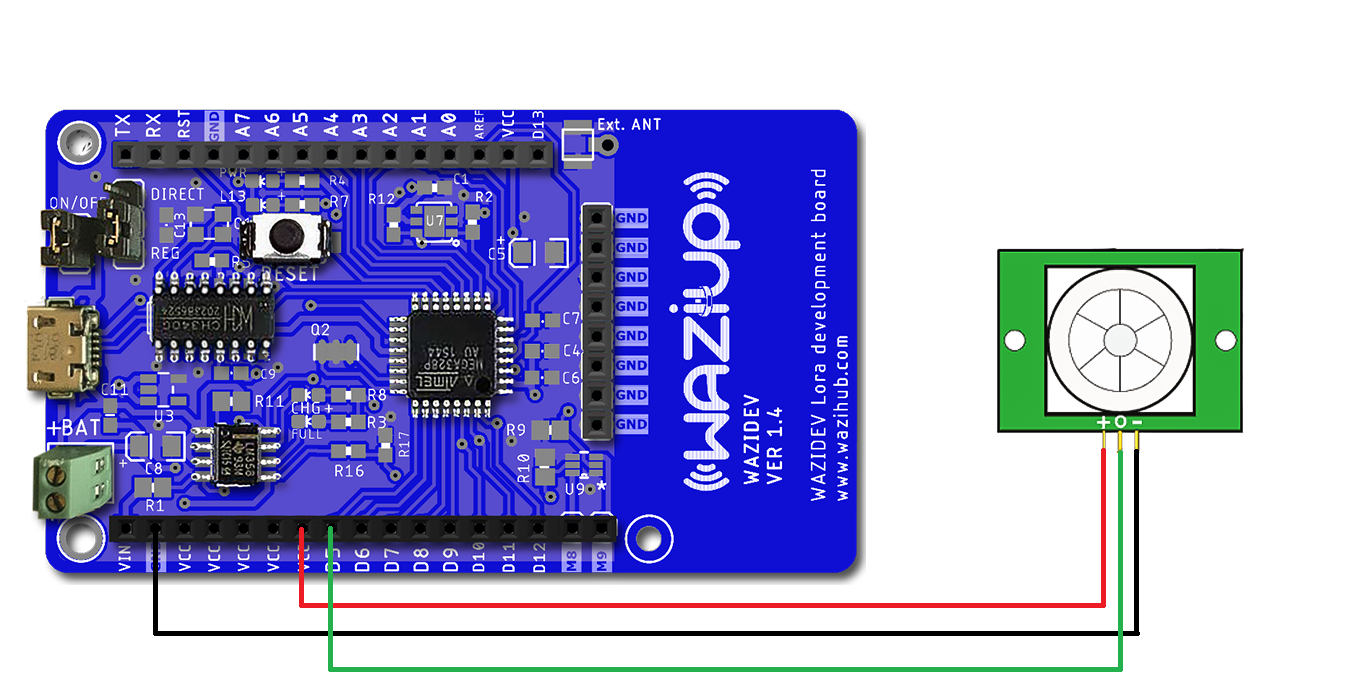 TX RX RST GND A7 A6 A5 A4 A3 A2 A1 A0 AREF VCC D13
Ext. ANT
PWR
R4
C1
DIRECT
L13
R7
R12
R2
ON/OFF
C13
U7
GND
REG
C5
GND
RESET
GND
GND
C7
Q2
GND
C4
GND
C6
C9
GND
C11
R11
CHG
R8
U3
FULL
R3
GND
+BAT
R9
R17
C8
R16
R10
U9
*
R1
CH340C
ATMEL
MEGA328P
AU 1544
WAZIUP
WAZIDEV
VER 1.4
WAZIDEV Lora development board
www.wazihub.com
VIN VCC VCC VCC VCC VCC D5 D6 D7 D8 D9 D10 D11 D12 M8 M9
+ O -